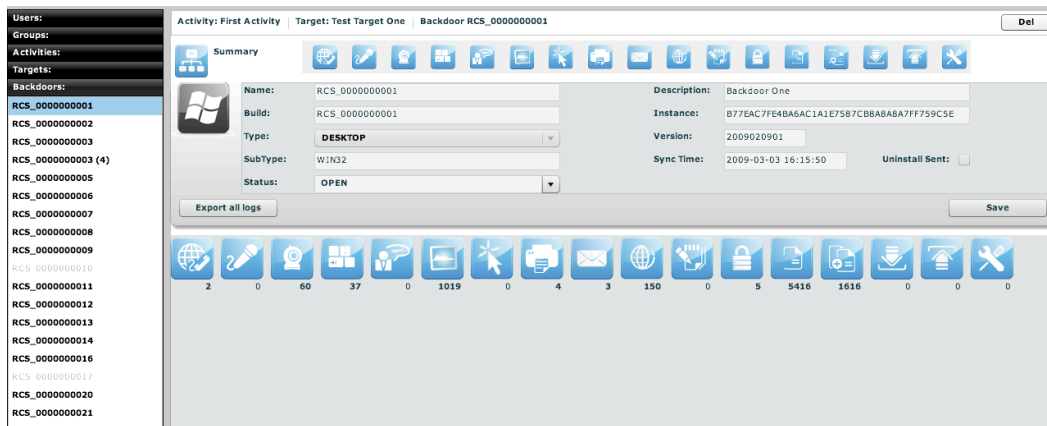 Users:
Groups:
Activities:
Targets:
Backdoors:
RCS_0000000001
RCS_0000000002
RCS_0000000003
RCS_0000000003 (4)
RCS_0000000005
RCS_0000000006
RCS_0000000007
RCS_0000000008
RCS_0000000009
RCS_0000000010
RCS_0000000011
RCS_0000000012
RCS_0000000013
RCS_0000000014
RCS_0000000016
RCS_0000000017
RCS_0000000020
RCS_0000000021
Activity: First Activity Target: Test Target One Backdoor RCS_0000000001 Del
Summary
Name: RCS_0000000001 Description: Backdoor One
Build: RCS_0000000001 Instance: B77EAC7FE4BA6AC1A1E7587CB8A8A8A7FF759C5E
Type: DESKTOP Version: 2009020901
SubType: WIN32 Sync Time: 2009-03-03 16:15:50 Uninstall Sent:
Status: OPEN
Export all logs Save
2 0 60 37 0 1019 0 4 3 150 0 5 5416 1616 0 0 0